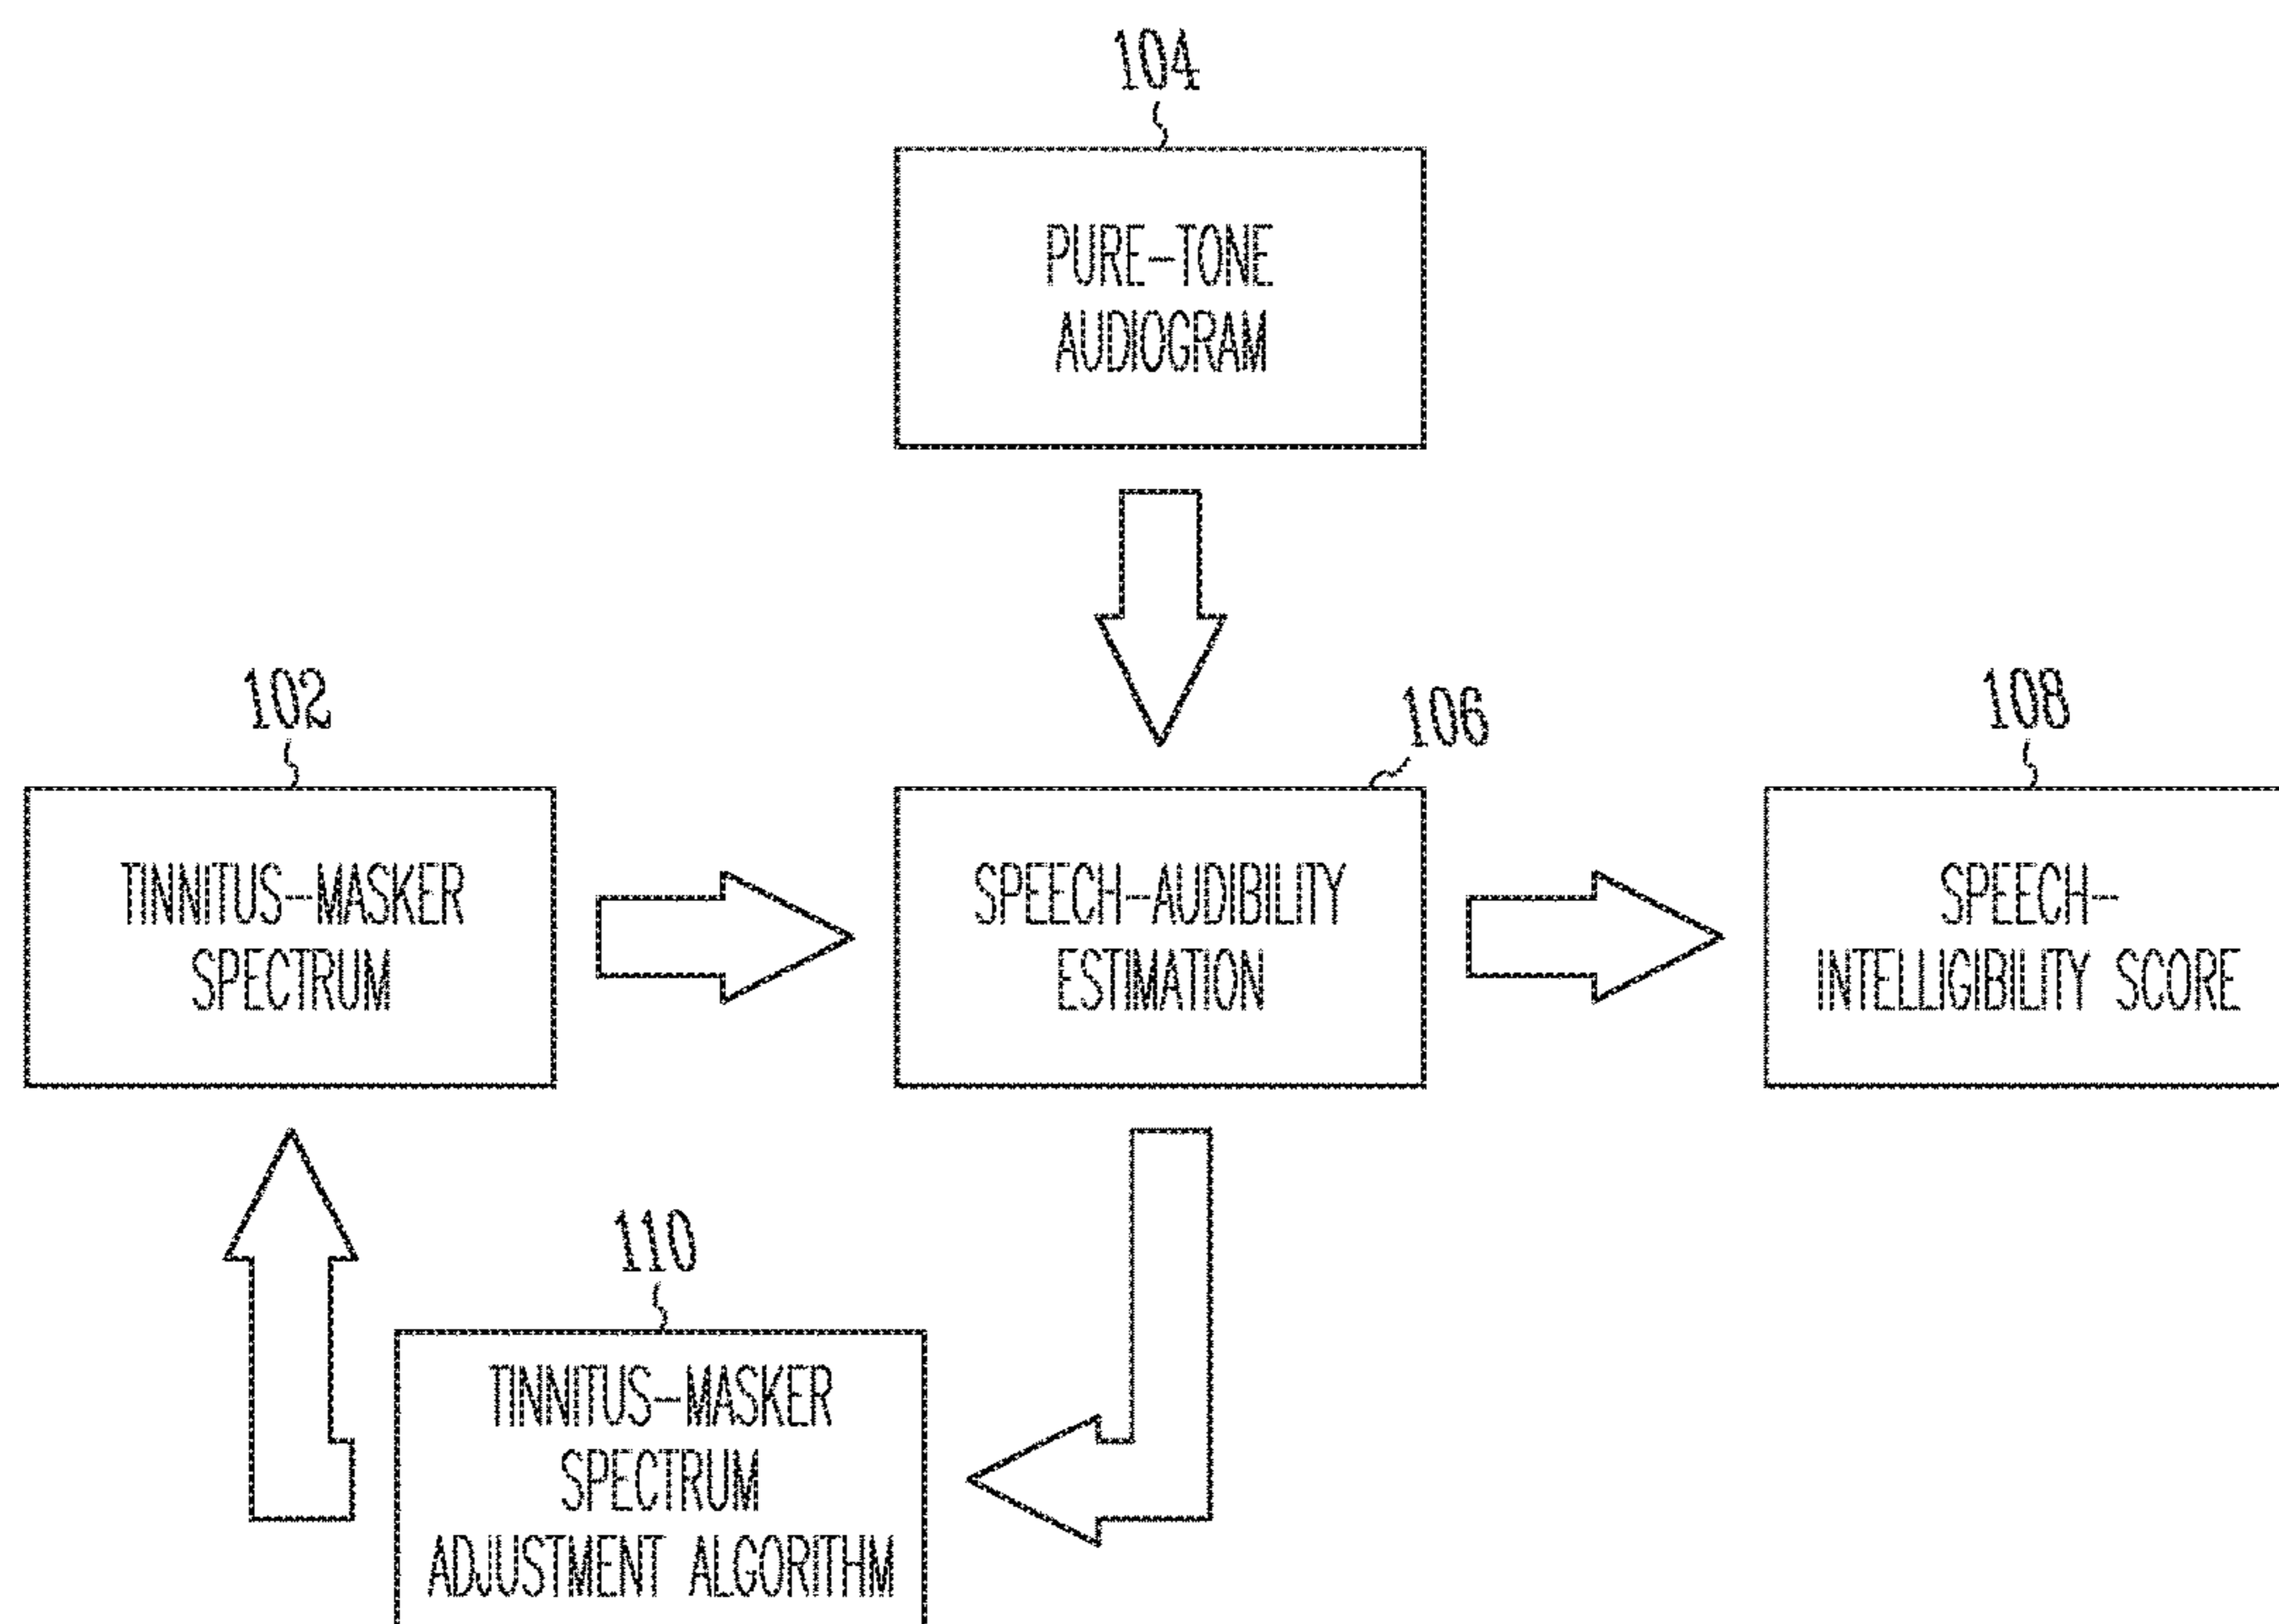 104
PURE-TONE
AUDIOGRAM
102
TINNITUS-MASKER
SPECTRUM
106
SPEECH-AUDIBILITY
ESTIMATION
108
SPEECH-
INTELLIGIBILITY SCORE
110
TINNITUS-MASKER
SPECTRUM
ADJUSTMENT ALGORITHM